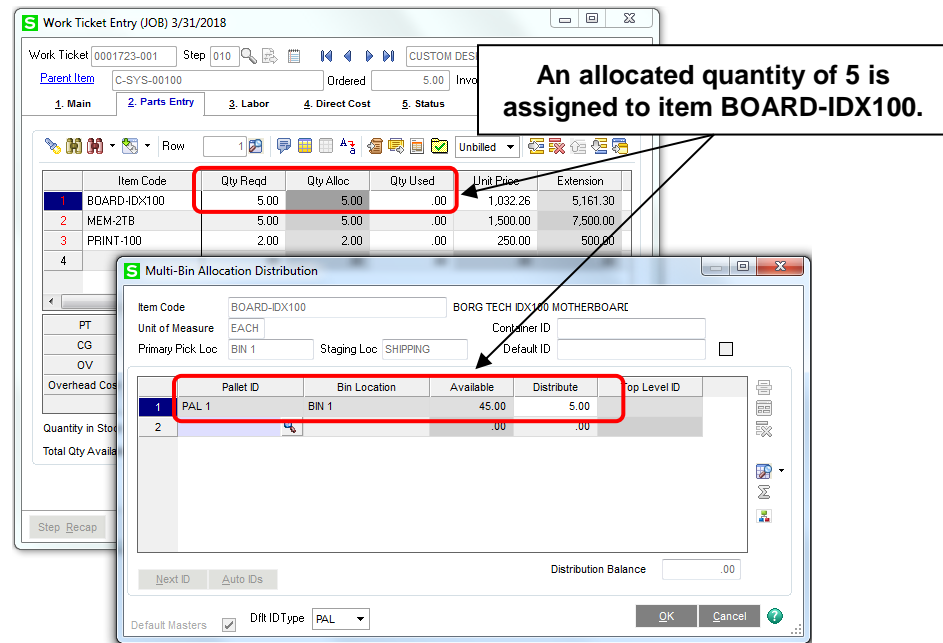 Work Ticket Entry (JOB) 3/31/2018
Work Ticket 0001723-001 Step 010 CUSTOM DESI
Parent Item C-SYS-00100 Ordered 5.00 Invo
1. Main 2. Parts Entry 3. Labor 4. Direct Cost 5. Status
An allocated quantity of 5 is
assigned to item BOARD-IDX100.
Row 1 Unbilled
Item Code Qty Reqd Qty Alloc Qty Used Unit Price Extension
1 BOARD-IDX100 5.00 5.00 .00 1,032.26 5,161.30
2 MEM-2TB 5.00 5.00 .00 1,500.00 7,500.00
3 PRINT-100 2.00 2.00 .00 250.00 500.00
4
PT
CG
OV
Overhead Cos
Quantity in Stoc
Total Qty Availa
Step Recap
Multi-Bin Allocation Distribution
Item Code BOARD-IDX100 BORG TECH IDX100 MOTHERBOARD
Unit of Measure EACH Container ID
Primary Pick Loc BIN 1 Staging Loc SHIPPING Default ID
Pallet ID Bin Location Available Distribute Top Level ID
1 PAL 1 BIN 1 45.00 5.00
2 .00 .00
Distribution Balance .00
Next ID Auto IDs
Default Masters Dflt ID Type PAL OK Cancel